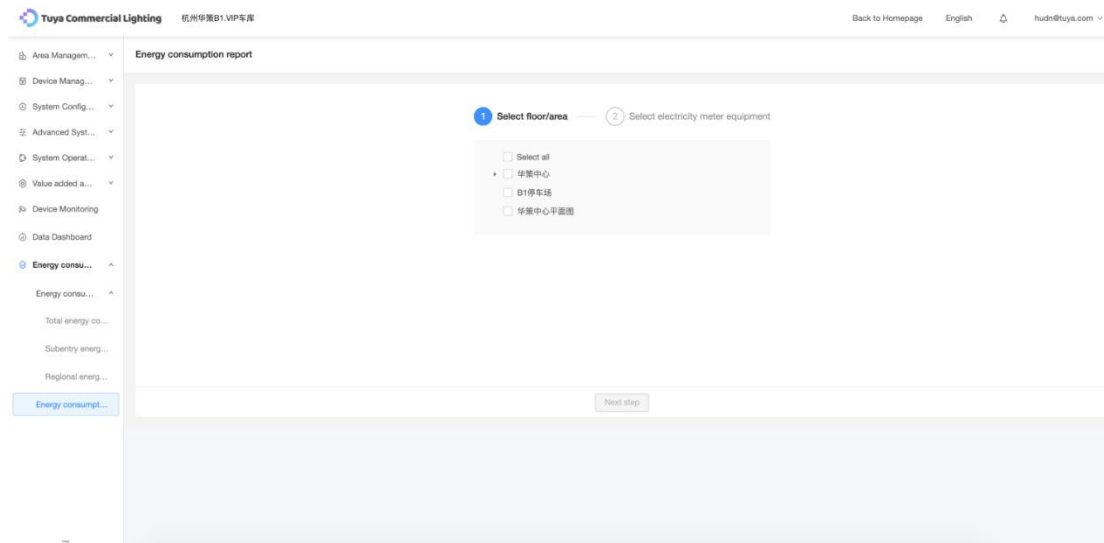 Tuya Commercial Lighting 杭州华策B1.VIP车库 Back to Homepage English hudn@tuya.com
Area Managem...
Energy consumption report
Device Manag...
System Config...
1 Select floor/area 2 Select electricity meter equipment
Advanced Syst...
System Operat...
Select all
华策中心
Value added a...
B1停车场
Device Monitoring
华策中心平面图
Data Dashboard
Energy consu...
Energy consu...
Total energy co...
Subentry energ...
Regional energ...
Energy consumpt...
Next step